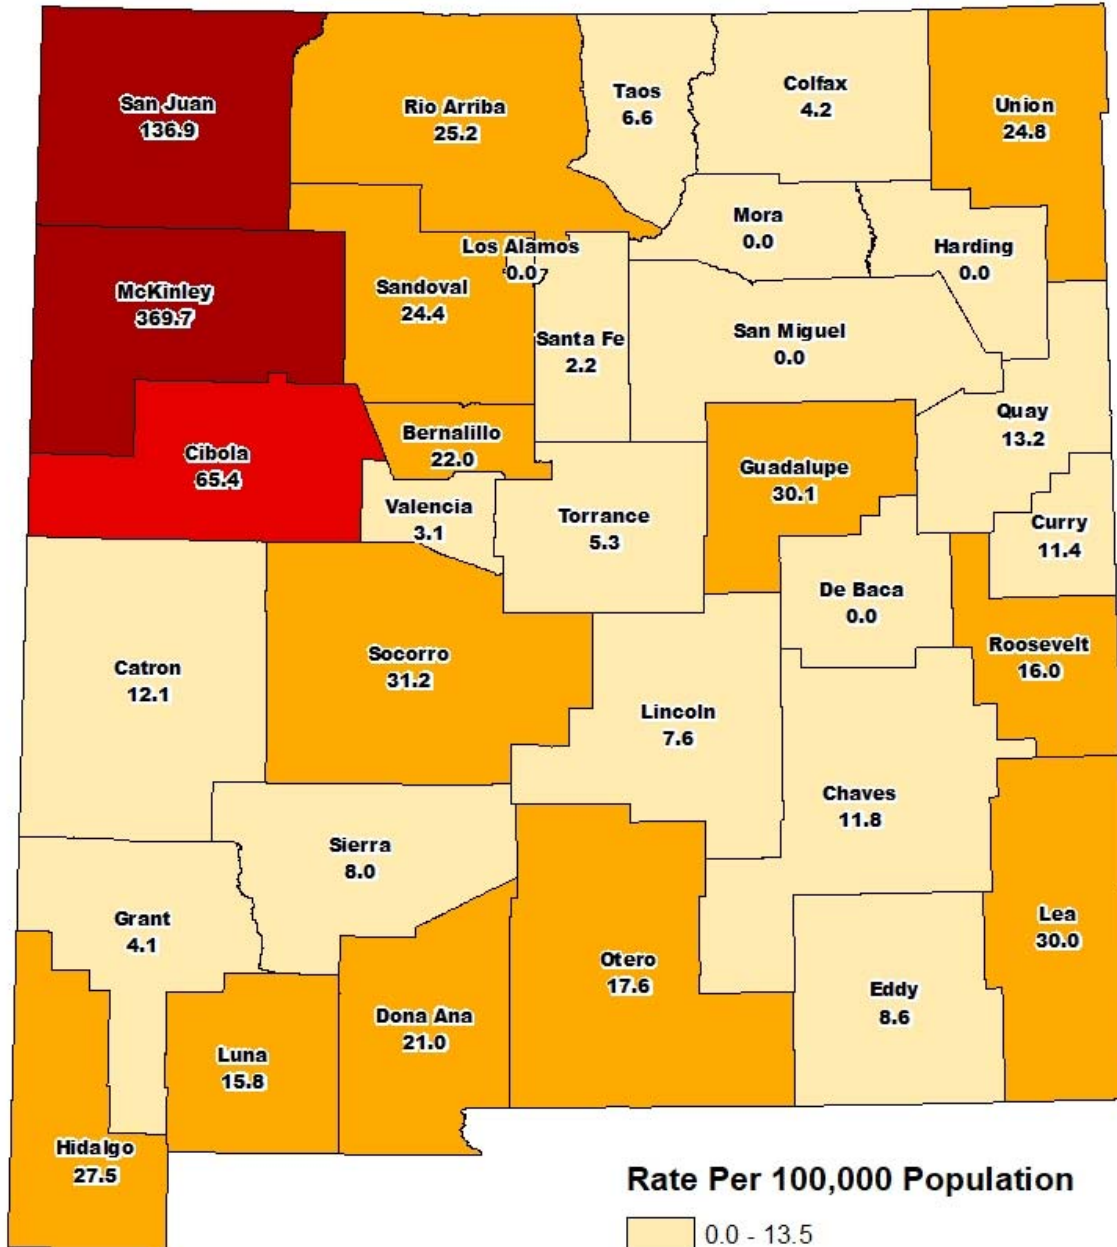 San Juan
136.9
Rio Arriba
25.2
Taos
6.6
Colfax
4.2
Union
24.8
Mora
0.0
Harding
0.0
Los Alamos
0.0
McKinley
369.7
Sandoval
24.4
Santa Fe
2.2
San Miguel
0.0
Quay
13.2
Cibola
65.4
Bernalillo
22.0
Guadalupe
30.1
Valencia
3.1
Torrance
5.3
Curry
11.4
De Baca
0.0
Roosevelt
16.0
Catron
12.1
Socorro
31.2
Lincoln
7.6
Chaves
11.8
Sierra
8.0
Grant
4.1
Lea
30.0
Otero
17.6
Eddy
8.6
Dona Ana
21.0
Luna
15.8
Hidalgo
27.5
Rate Per 100,000 Population
0.0 - 13.5